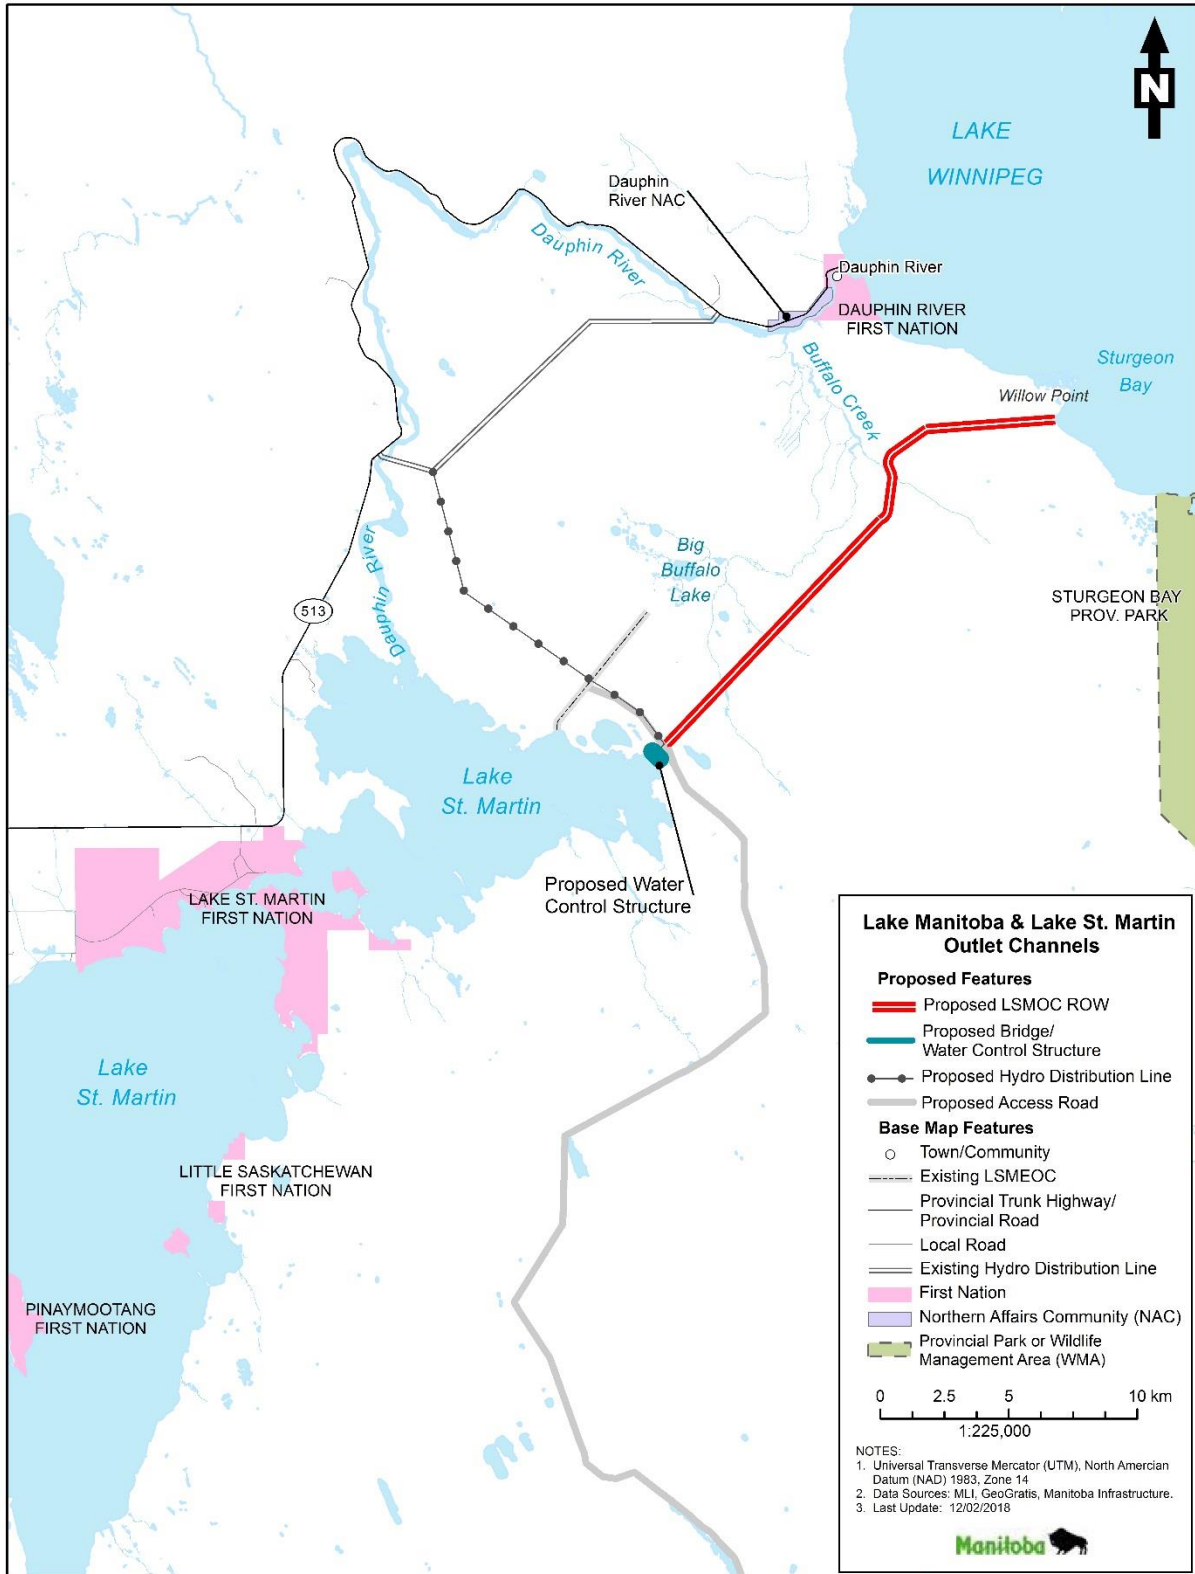 N
LAKE
WINNIPEG
Dauphin
River NAC
Dauphin River
Dauphin River
DAUPHIN RIVER
FIRST NATION
Buffalo Creek
Sturgeon
Bay
Willow Point
Big
Buffalo
Lake
Dauphin River
513
STURGEON BAY
PROV. PARK
Lake
St. Martin
Proposed Water
Control Structure
LAKE ST. MARTIN
FIRST NATION
Lake
St. Martin
LITTLE SASKATCHEWAN
FIRST NATION
PINAYMOOTANG
FIRST NATION
Lake Manitoba & Lake St. Martin
Outlet Channels
Proposed Features
Proposed LSMOC ROW
Proposed Bridge/
Water Control Structure
Proposed Hydro Distribution Line
Proposed Access Road
Base Map Features
Town/Community
Existing LSMEOC
Provincial Trunk Highway/
Provincial Road
Local Road
Existing Hydro Distribution Line
First Nation
Northern Affairs Community (NAC)
Provincial Park or Wildlife
Management Area (WMA)
0 2.5 5 10 km
1:225,000
NOTES:
1. Universal Transverse Mercator (UTM), North Amercian
Datum (NAD) 1983, Zone 14
2. Data Sources: MLI, GeoGratis, Manitoba Infrastructure.
3. Last Update: 12/02/2018
Manitoba